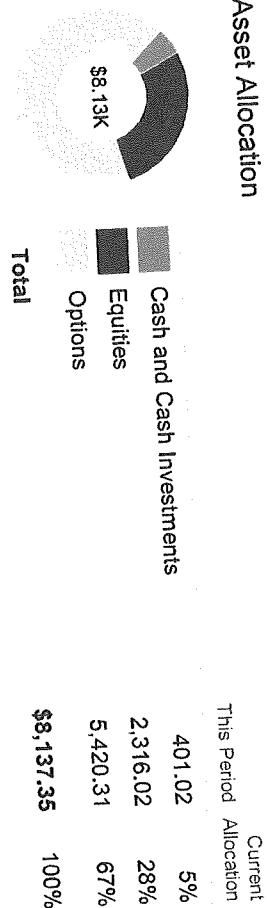 Asset Allocation
Current
This Period Allocation
Cash and Cash Investments 401.02 5%
Equities 2,316.02 28%
Options 5,420.31 67%
Total $8,137.35 100%
$8.13K